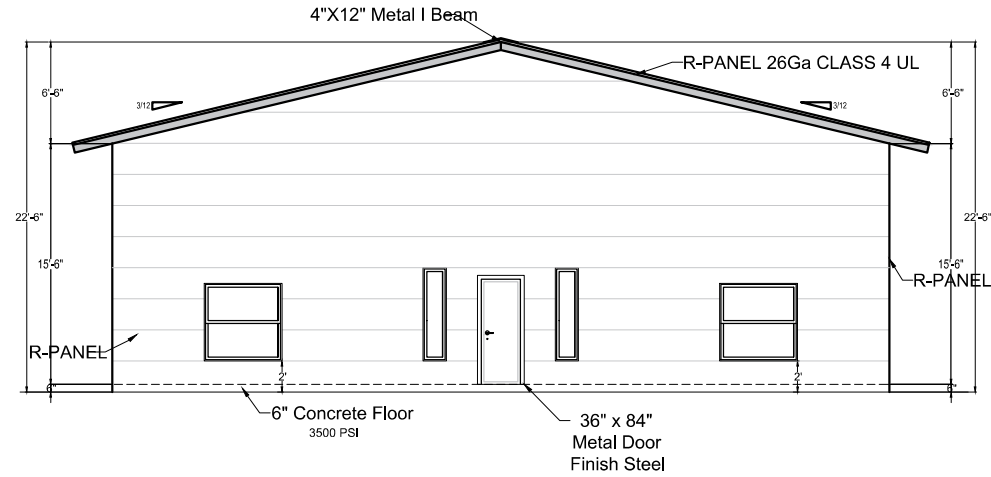 4"X12" Metal I Beam
R-PANEL 26Ga CLASS 4 UL
6'-6"
6'-6"
3/12
3/12
22'-6"
22'-6"
15'-6"
15'-6"
R-PANEL
R-PANEL
2'
2'
6"
6"
6" Concrete Floor
3500 PSI
36" x 84"
Metal Door
Finish Steel